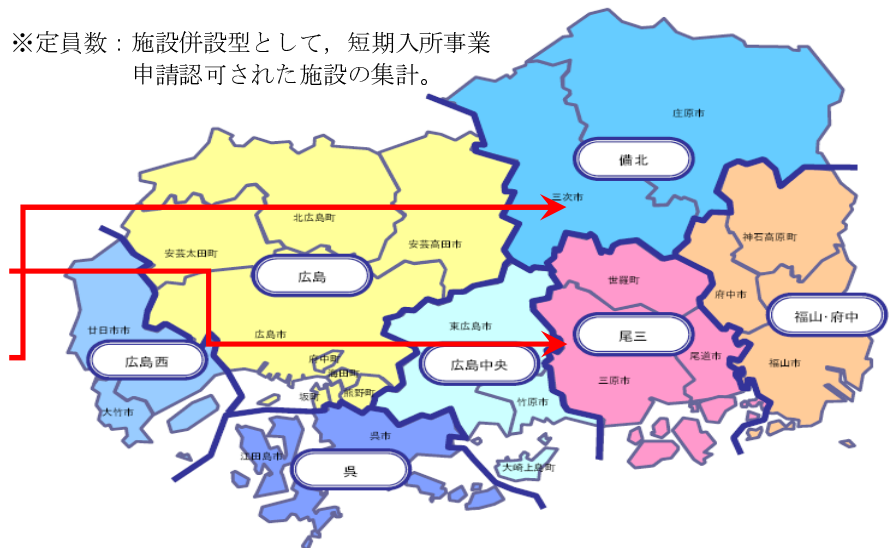 ※定員数：施設併設型として，短期入所事業
申請認可された施設の集計。
庄原市
備北
三次市
北広島町
安芸高田市
神石高原町
安芸太田町
広島
世羅町
府中市
福山・府中
廿日市市
広島市
東広島市
尾三
広島西
府中町
海田町
広島中央
尾道市
福山市
坂町
熊野町
三原市
大竹市
竹原市
呉市
江田島市
呉
大崎上島町